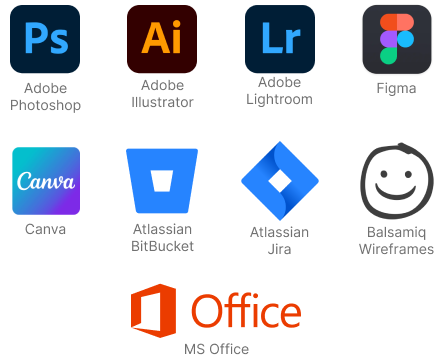 Ps
Ai
Lr
Adobe
Photoshop
Adobe
Illustrator
Adobe
Lightroom
Figma
Canva
Canva
Atlassian
BitBucket
Atlassian
Jira
Balsamiq
Wireframes
Office
MS Office